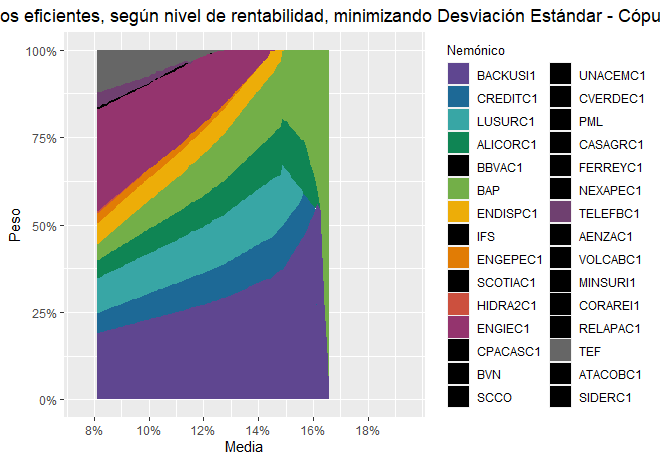 os eficientes, según nivel de rentabilidad, minimizando Desviación Estándar - Cópu
Nemónico
BACKUSI1
CREDITC1
LUSURC1
ALICORC1
BBVAC1
BAP
ENDISPC1
IFS
ENGEPEC1
SCOTIAC1
HIDRA2C1
ENGIEC1
CPACASC1
BVN
SCCO
UNACEMC1
CVERDEC1
PML
CASAGRC1
FERREYC1
NEXAPEC1
TELEFBC1
AENZAC1
VOLCABC1
MINSURI1
CORAREI1
RELAPAC1
TEF
ATACOBC1
SIDERC1
Peso
100%
75%
50%
25%
0%
8% 10% 12% 14% 16% 18%
Media